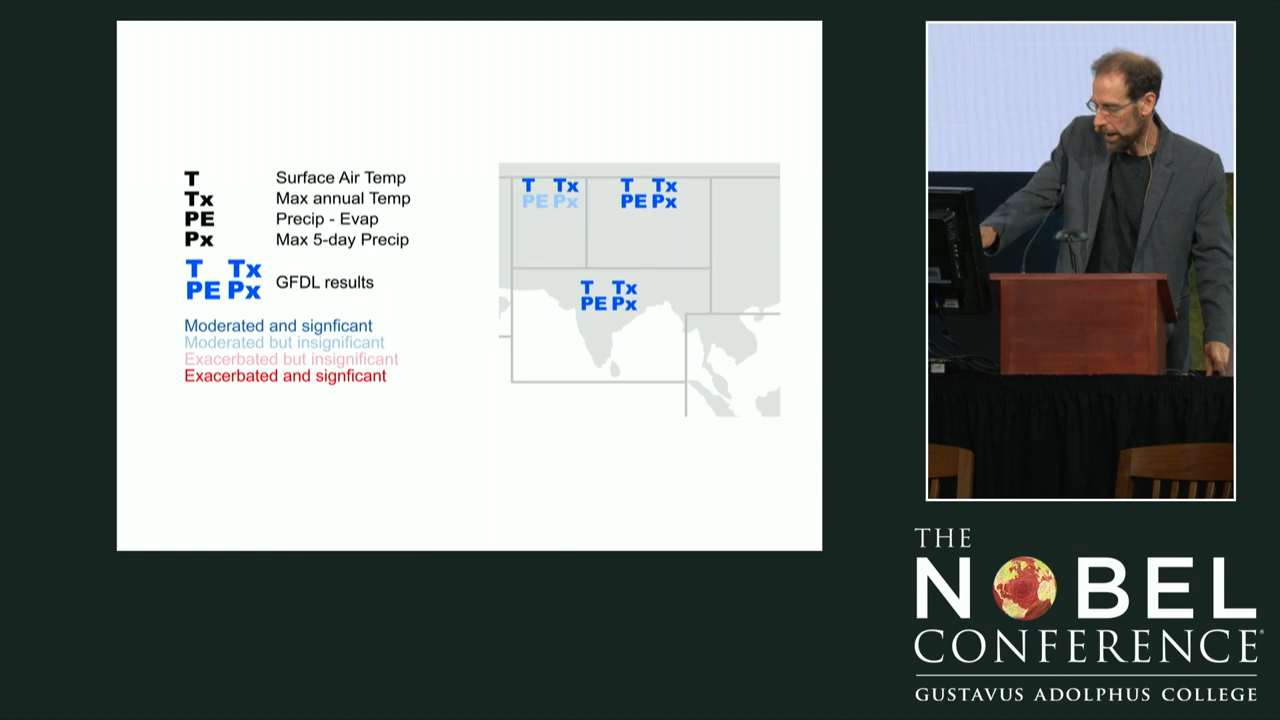 T Surface Air Temp
Tx Max annual Temp
PE Precip - Evap
Px Max 5-day Precip
T Tx
PE Px
GFDL results
Moderated and signficant
Moderated but insignificant
Exacerbated but insignificant
Exacerbated and signficant
T Tx
PE Px
T Tx
PE Px
T Tx
PE Px
THE
NOBEL
CONFERENCE
GUSTAVUS ADOLPHUS COLLEGE